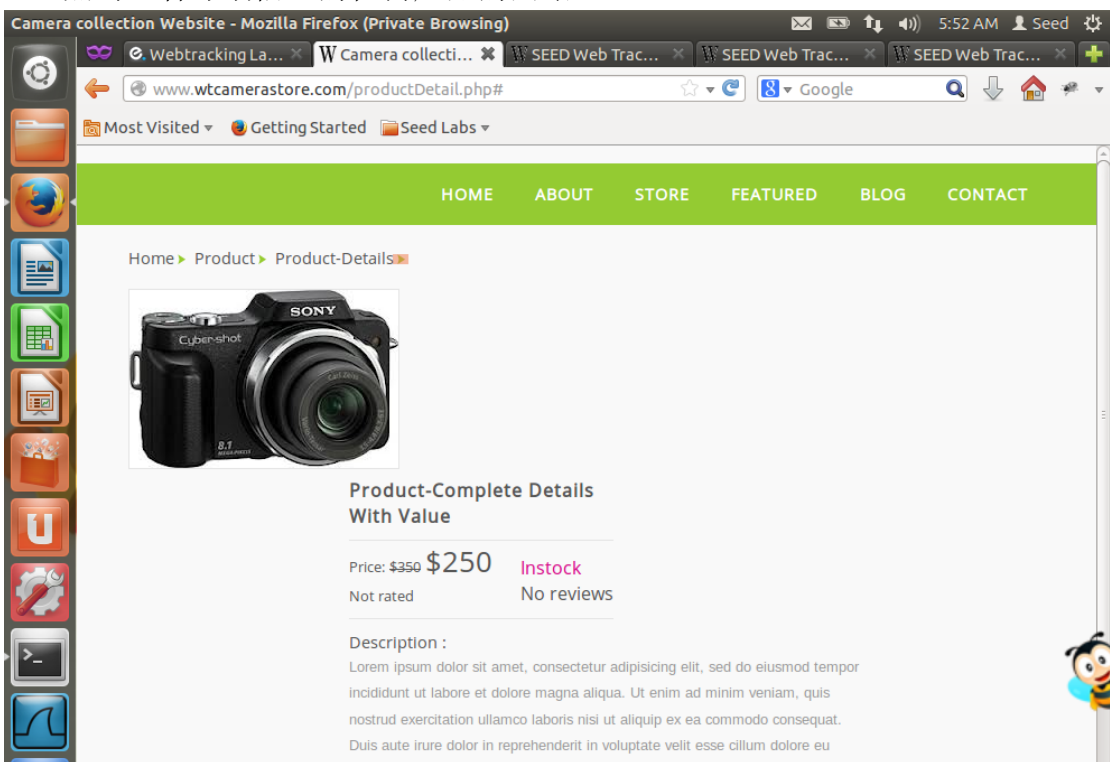 Camera collection Website - Mozilla Firefox (Private Browsing)
5:52 AM
Seed
Webtracking La...
Camera collecti...
SEED Web Trac...
SEED Web Trac...
SEED Web Trac...
www.wtcamerastore.com/productDetail.php#
Google
Most Visited
Getting Started
Seed Labs
HOME ABOUT STORE FEATURED BLOG CONTACT
Home Product Product-Details
SONY
Cyber-shot
Carl Zeiss
8.1
MEGA PIXELS
Product-Complete Details
With Value
Price: $350 $250
Instock
Not rated
No reviews
Description :
Lorem ipsum dolor sit amet, consectetur adipisicing elit, sed do eiusmod tempor
incididunt ut labore et dolore magna aliqua. Ut enim ad minim veniam, quis
nostrud exercitation ullamco laboris nisi ut aliquip ex ea commodo consequat.
Duis aute irure dolor in reprehenderit in voluptate velit esse cillum dolore eu